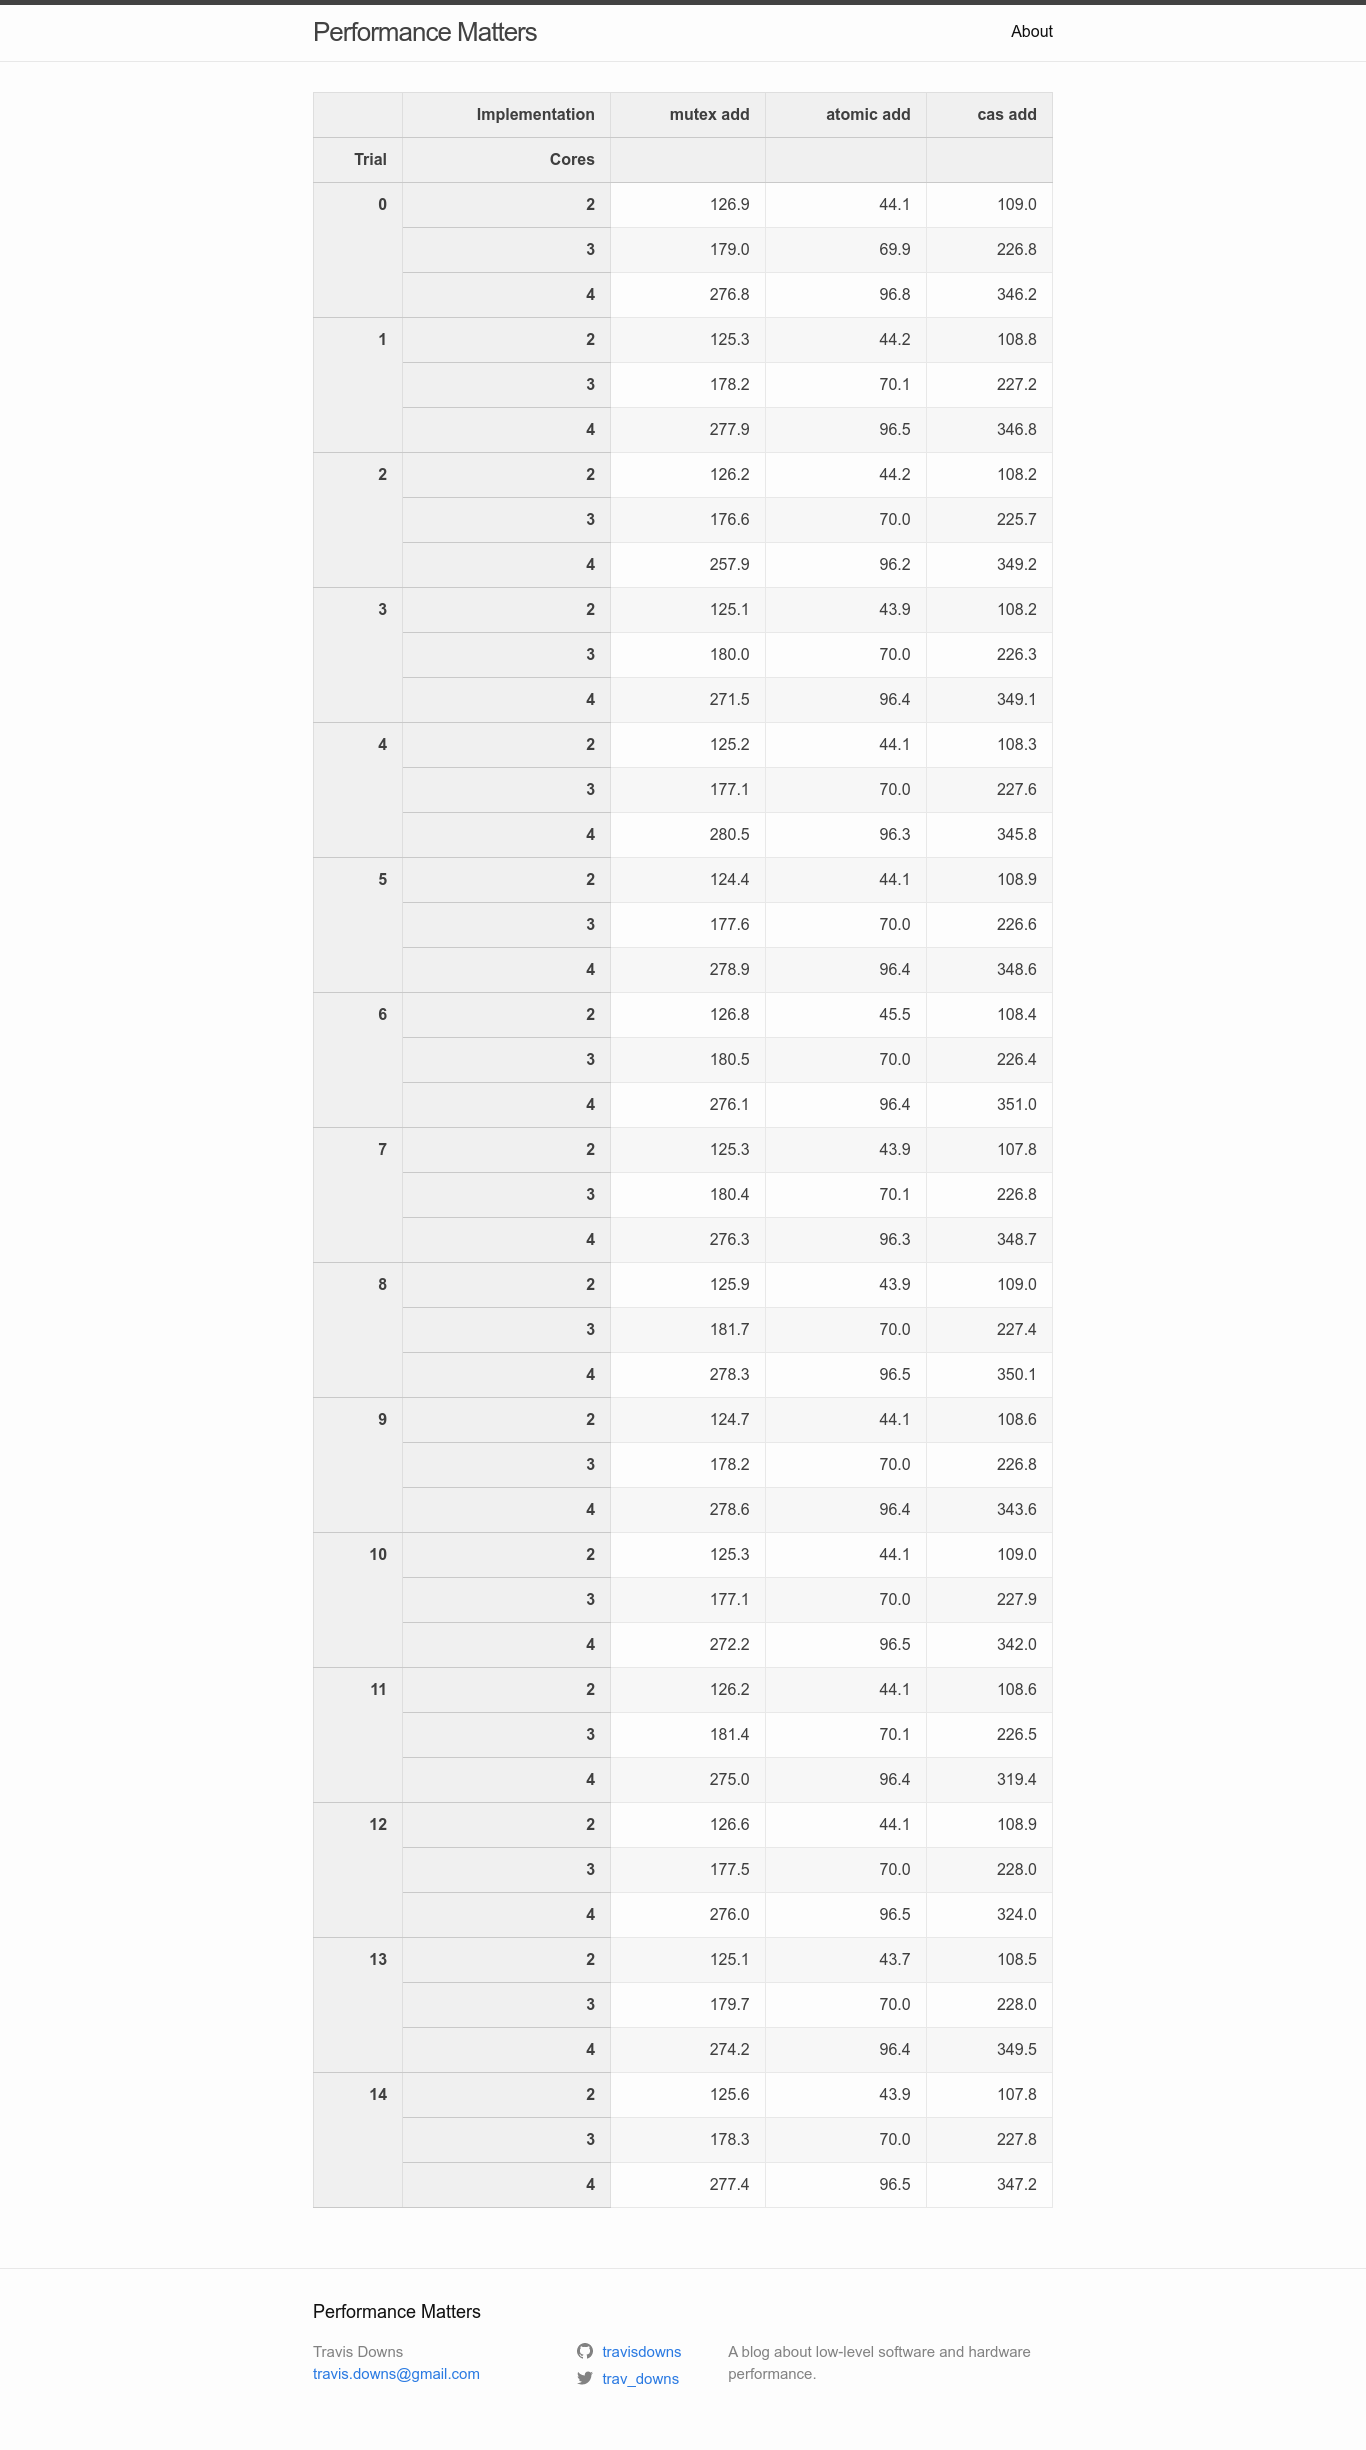 Performance Matters About
Implementation mutex add atomic add cas add
Trial Cores
0 2 126.9 44.1 109.0
3 179.0 69.9 226.8
4 276.8 96.8 346.2
1 2 125.3 44.2 108.8
3 178.2 70.1 227.2
4 277.9 96.5 346.8
2 2 126.2 44.2 108.2
3 176.6 70.0 225.7
4 257.9 96.2 349.2
3 2 125.1 43.9 108.2
3 180.0 70.0 226.3
4 271.5 96.4 349.1
4 2 125.2 44.1 108.3
3 177.1 70.0 227.6
4 280.5 96.3 345.8
5 2 124.4 44.1 108.9
3 177.6 70.0 226.6
4 278.9 96.4 348.6
6 2 126.8 45.5 108.4
3 180.5 70.0 226.4
4 276.1 96.4 351.0
7 2 125.3 43.9 107.8
3 180.4 70.1 226.8
4 276.3 96.3 348.7
8 2 125.9 43.9 109.0
3 181.7 70.0 227.4
4 278.3 96.5 350.1
9 2 124.7 44.1 108.6
3 178.2 70.0 226.8
4 278.6 96.4 343.6
10 2 125.3 44.1 109.0
3 177.1 70.0 227.9
4 272.2 96.5 342.0
11 2 126.2 44.1 108.6
3 181.4 70.1 226.5
4 275.0 96.4 319.4
12 2 126.6 44.1 108.9
3 177.5 70.0 228.0
4 276.0 96.5 324.0
13 2 125.1 43.7 108.5
3 179.7 70.0 228.0
4 274.2 96.4 349.5
14 2 125.6 43.9 107.8
3 178.3 70.0 227.8
4 277.4 96.5 347.2
Performance Matters
Travis Downs
travis.downs@gmail.com
travisdowns
trav_downs
A blog about low-level software and hardware
performance.